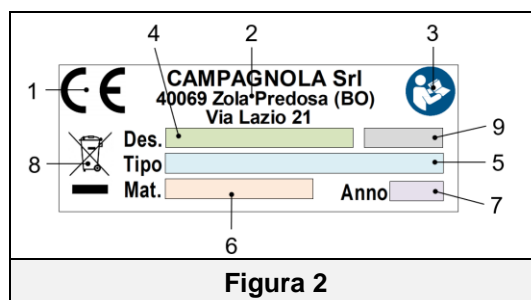 4 2 3
1 CE CAMPAGNOLA Srl
40069 Zola Predosa (BO)
Via Lazio 21
Des. 9
8 Tipo 5
Mat. Anno 7
6
Figura 2